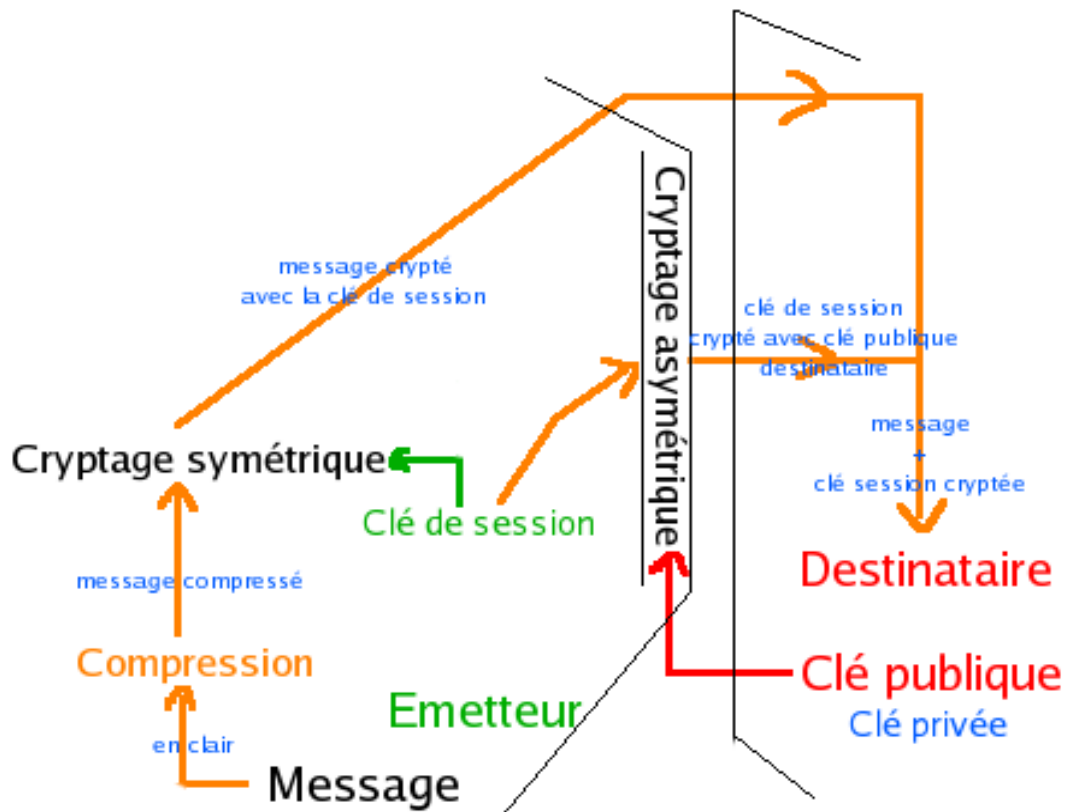 Cryptage asymétrique
message crypté
avec la clé de session
clé de session
crypté avec clé publique
destinataire
message
+
clé session cryptée
Cryptage symétrique
Clé de session
Destinataire
message compressé
Compression
Clé publique
Clé privée
Emetteur
en clair
Message